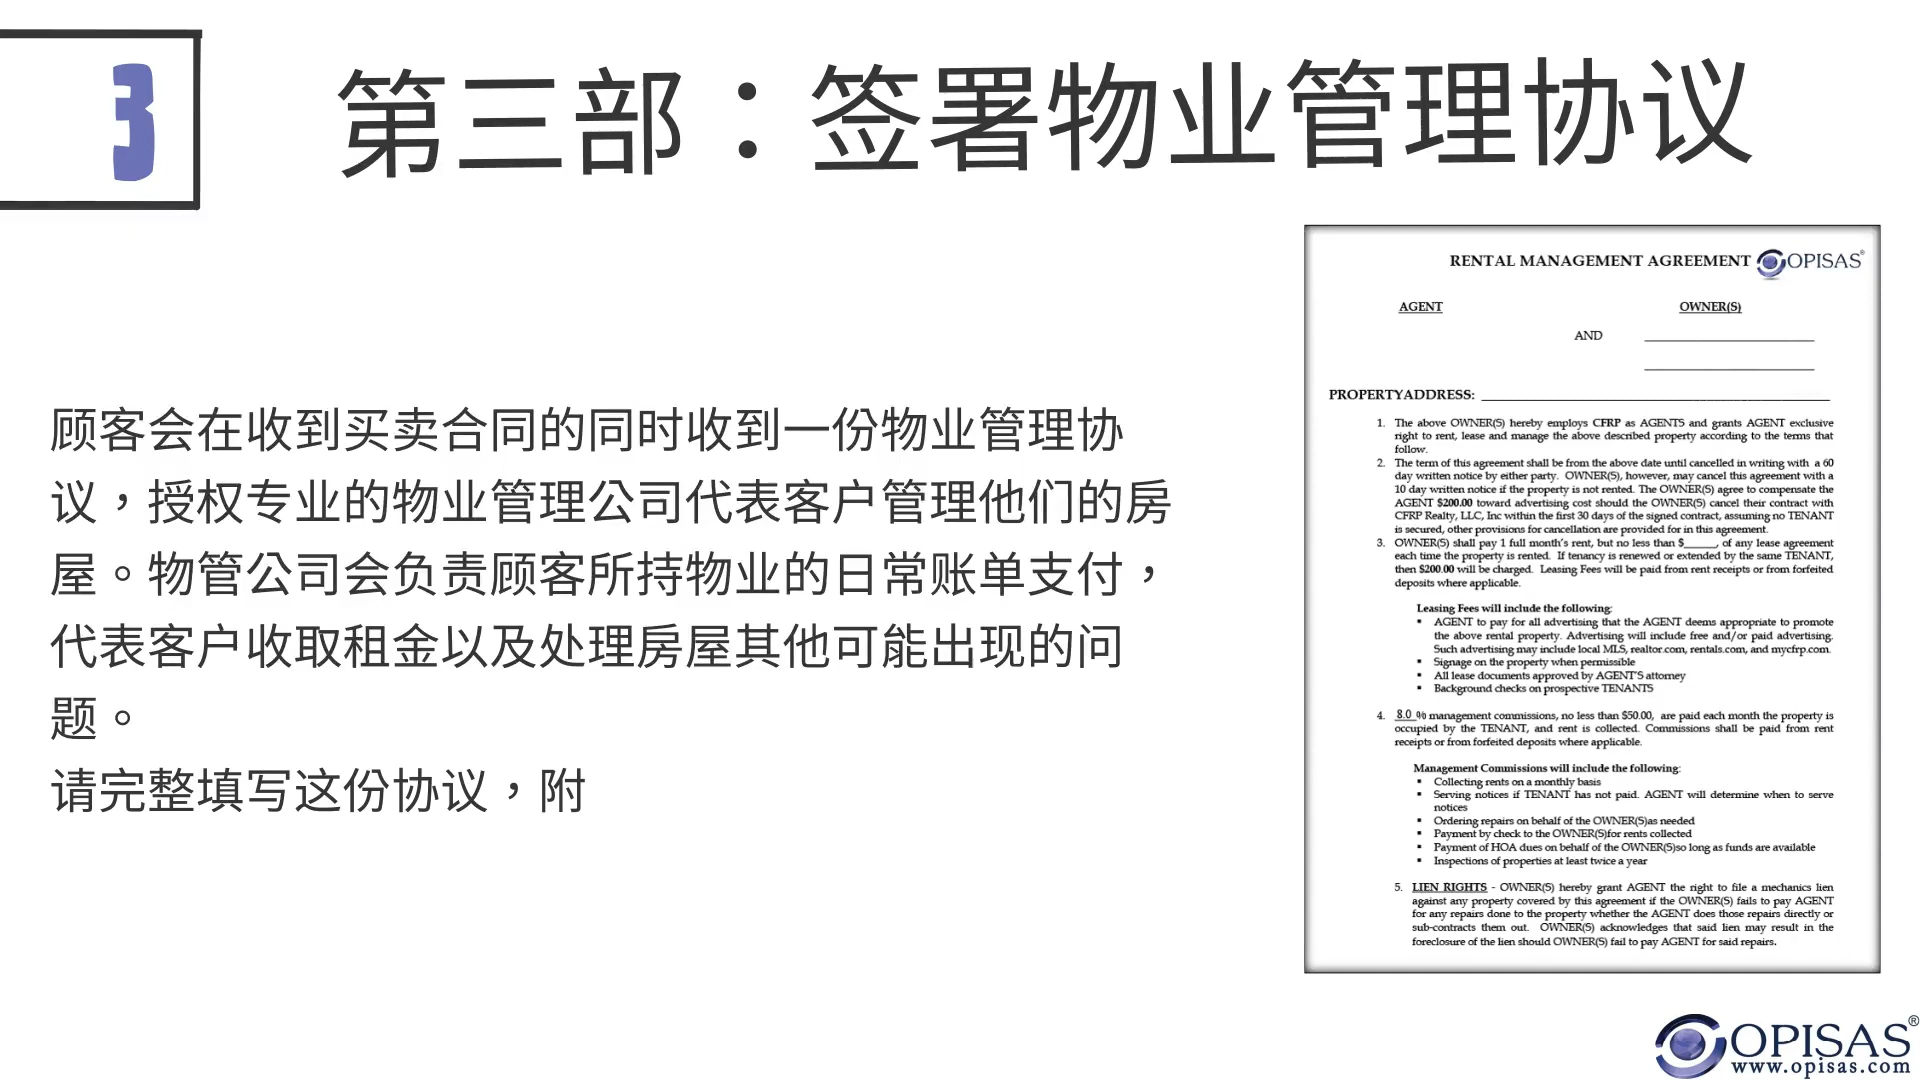 3
第三部：签署物业管理协议
顾客会在收到买卖合同的同时收到一份物业管理协
议，授权专业的物业管理公司代表客户管理他们的房
屋。物管公司会负责顾客所持物业的日常账单支付，
代表客户收取租金以及处理房屋其他可能出现的问
题。
请完整填写这份协议，附
RENTAL MANAGEMENT AGREEMENT OPISAS®
AGENT OWNER(S)
AND
PROPERTYADDRESS:
1. The above OWNER(S) hereby employs CFRP as AGENTS and grants AGENT exclusive
right to rent, lease and manage the above described property according to the terms that
follow.
2. The term of this agreement shall be from the above date until cancelled in writing with a 60
day written notice by either party. OWNER(S), however, may cancel this agreement with a
10 day written notice if the property is not rented. The OWNER(S) agree to compensate the
AGENT $200.00 toward advertising cost should the OWNER(S) cancel their contract with
CFRP Realty, LLC, Inc within the first 30 days of the signed contract, assuming no TENANT
is secured, other provisions for cancellation are provided for in this agreement.
3. OWNER(S) shall pay 1 full month's rent, but no less than $______, of any lease agreement
each time the property is rented. If tenancy is renewed or extended by the same TENANT,
then $200.00 will be charged. Leasing Fees will be paid from rent receipts or from forfeited
deposits where applicable.
Leasing Fees will include the following:
▪ AGENT to pay for all advertising that the AGENT deems appropriate to promote
the above rental property. Advertising will include free and/or paid advertising.
Such advertising may include local MLS, realtor.com, rentals.com, and mycfrp.com.
▪ Signage on the property when permissible
▪ All lease documents approved by AGENT'S attorney
▪ Background checks on prospective TENANTS
4. 8.0 % management commissions, no less than $50.00, are paid each month the property is
occupied by the TENANT, and rent is collected. Commissions shall be paid from rent
receipts or from forfeited deposits where applicable.
Management Commissions will include the following:
▪ Collecting rents on a monthly basis
▪ Serving notices if TENANT has not paid. AGENT will determine when to serve
notices
▪ Ordering repairs on behalf of the OWNER(S)as needed
▪ Payment by check to the OWNER(S)for rents collected
▪ Payment of HOA dues on behalf of the OWNER(S)so long as funds are available
▪ Inspections of properties at least twice a year
5. LIEN RIGHTS - OWNER(S) hereby grant AGENT the right to file a mechanics lien
against any property covered by this agreement if the OWNER(S) fails to pay AGENT
for any repairs done to the property whether the AGENT does those repairs directly or
sub-contracts them out. OWNER(S) acknowledges that said lien may result in the
foreclosure of the lien should OWNER(S) fail to pay AGENT for said repairs.
OPISAS®
www.opisas.com